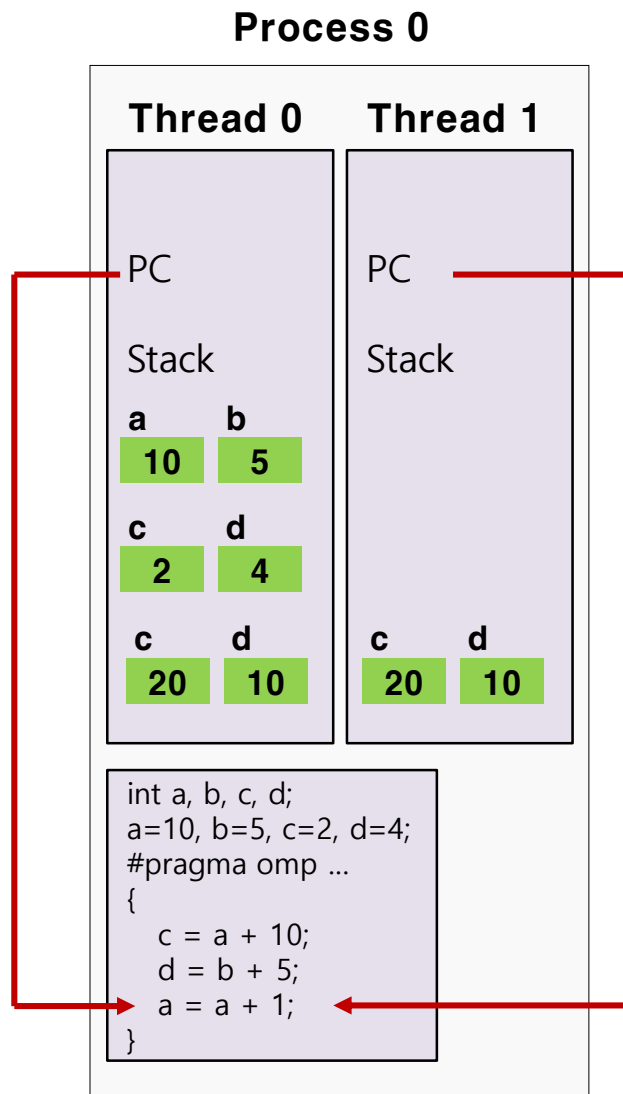 Process 0
Thread 0 Thread 1
PC PC
Stack Stack
a b
10 5
c d
2 4
c d c d
20 10 20 10
int a, b, c, d;
a=10, b=5, c=2, d=4;
#pragma omp ...
{
c = a + 10;
d = b + 5;
a = a + 1;
}